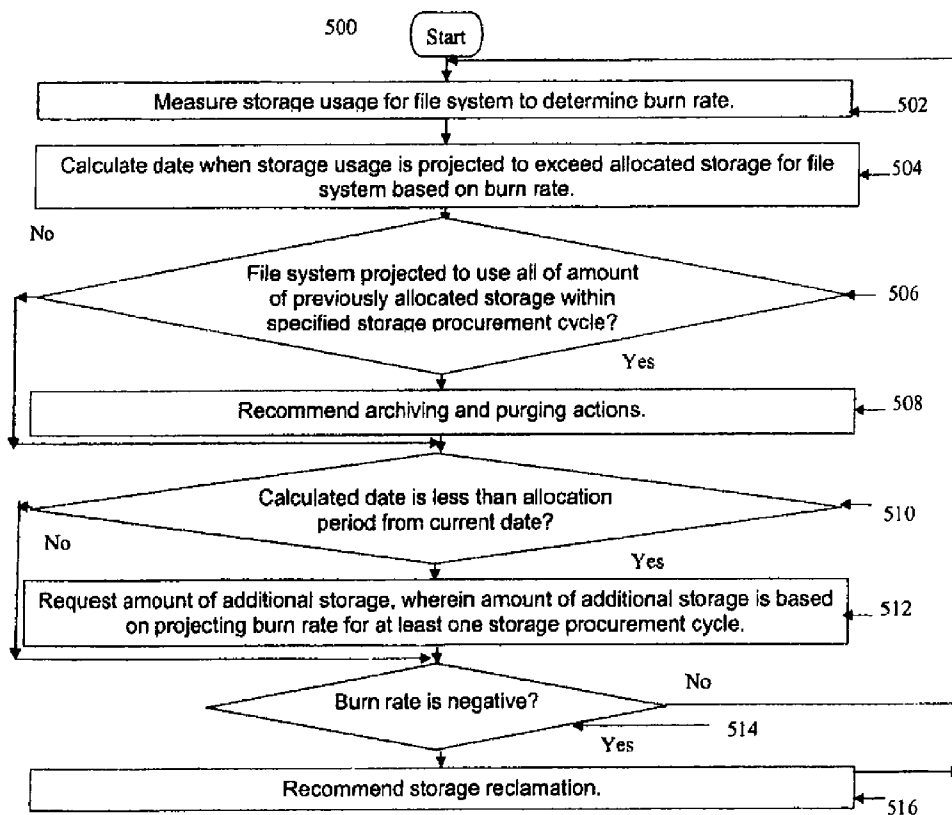 500
Start
Measure storage usage for file system to determine burn rate.
502
Calculate date when storage usage is projected to exceed allocated storage for file
system based on burn rate.
504
No
File system projected to use all of amount
of previously allocated storage within
specified storage procurement cycle?
506
Yes
Recommend archiving and purging actions.
508
Calculated date is less than allocation
period from current date?
510
No
Yes
Request amount of additional storage, wherein amount of additional storage is based
on projecting burn rate for at least one storage procurement cycle.
512
Burn rate is negative?
No
514
Yes
Recommend storage reclamation.
516